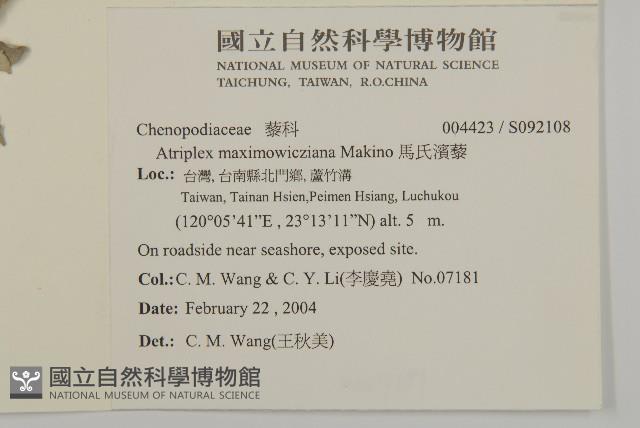 國立自然科學博物館
NATIONAL MUSEUM OF NATURAL SCIENCE
TAICHUNG, TAIWAN, R.O.CHINA
Chenopodiaceae 藜科 004423 / S092108
Atriplex maximowicziana Makino 馬氏濱藜
Loc.: 台灣, 台南縣北門鄉, 蘆竹溝
Taiwan, Tainan Hsien,Peimen Hsiang, Luchukou
(120°05’41”E , 23°13’11”N) alt. 5 m.
On roadside near seashore, exposed site.
Col.: C. M. Wang & C. Y. Li(李慶堯) No.07181
Date: February 22 , 2004
Det.: C. M. Wang(王秋美)
國立自然科學博物館
NATIONAL MUSEUM OF NATURAL SCIENCE